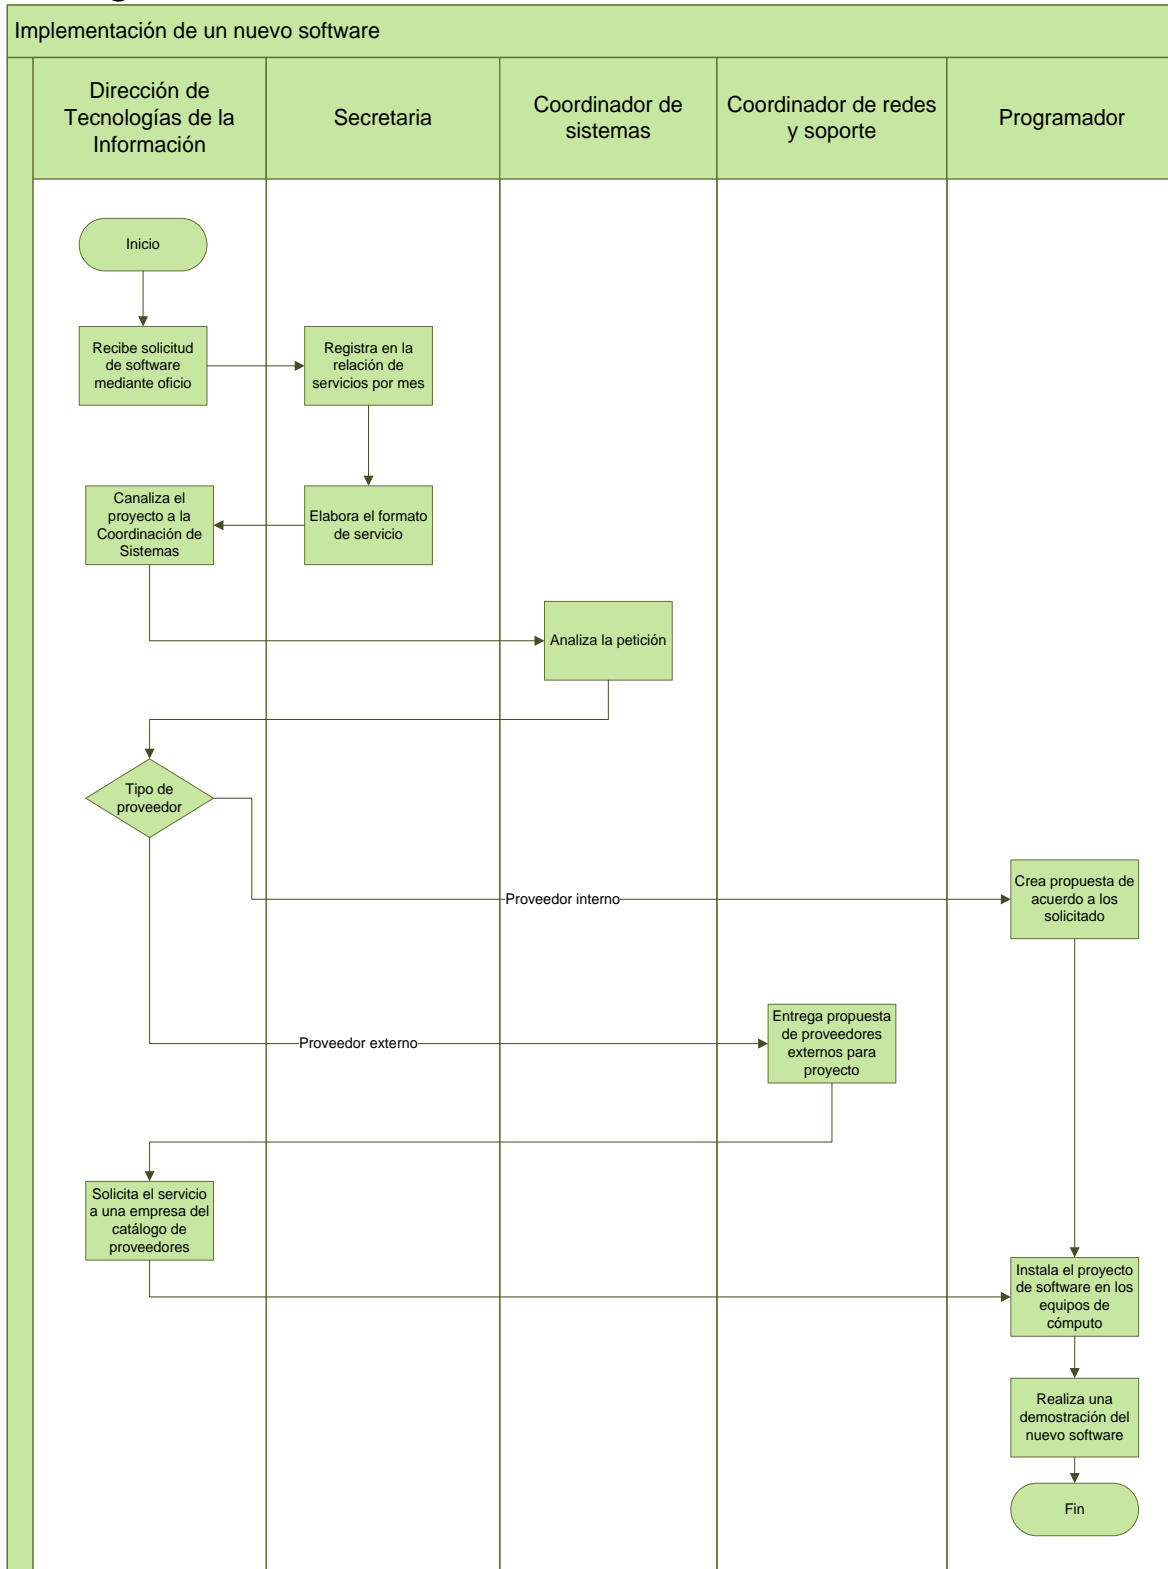 Implementación de un nuevo software
Dirección de
Tecnologías de la
Información
Secretaria
Coordinador de
sistemas
Coordinador de redes
y soporte
Programador
Inicio
Recibe solicitud
de software
mediante oficio
Registra en la
relación de
servicios por mes
Canaliza el
proyecto a la
Coordinación de
Sistemas
Elabora el formato
de servicio
Analiza la petición
Tipo de
proveedor
Proveedor interno
Crea propuesta de
acuerdo a los
solicitado
Proveedor externo
Entrega propuesta
de proveedores
externos para
proyecto
Solicita el servicio
a una empresa del
catálogo de
proveedores
Instala el proyecto
de software en los
equipos de
cómputo
Realiza una
demostración del
nuevo software
Fin